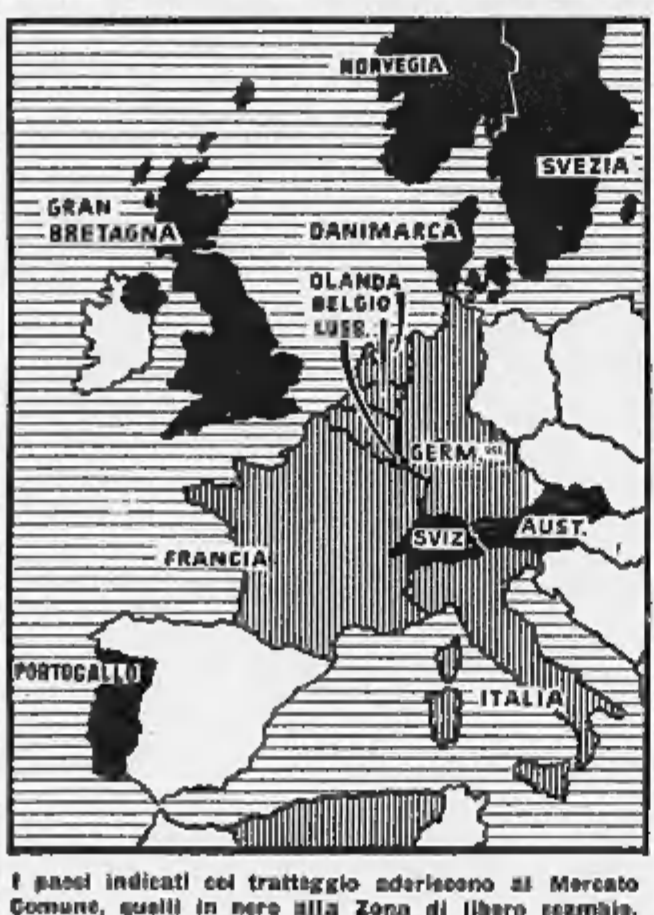 NORVEGIA
SVEZIA
GRAN
BRETAGNA
DANIMARCA
OLANDA
BELGIO
LUSS.
GERM.
SVIZ
AUST.
FRANCIA
PORTOGALLO
ITALIA
I paesi indicati col tratteggio aderiscono al Mercato
Comune, quelli in nero alla Zona di libero scambio.